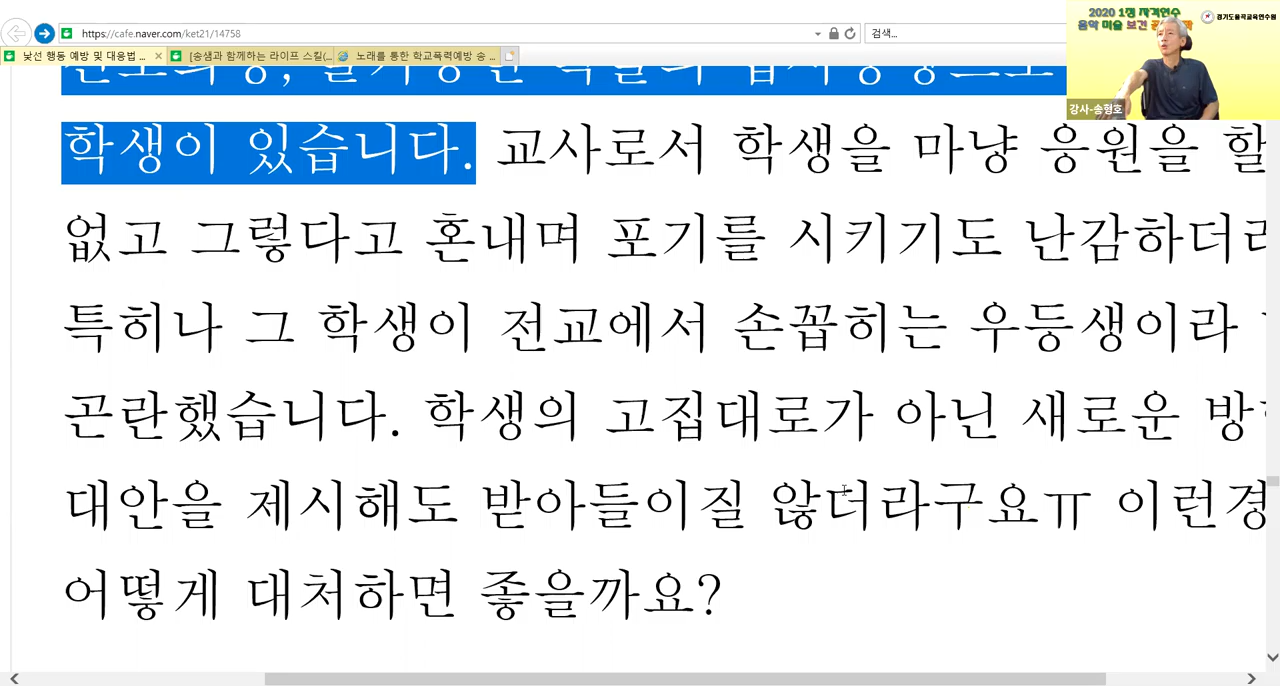 https://cafe.naver.com/ket21/14758
검색...
낯선 행동 예방 및 대응법 ...
[송샘과 함께하는 라이프 스킬(...
노래를 통한 학교폭력예방 송 ...
2020 1정 자격연수
음악 미술 보건
경기도율곡교육연수원
강사-송형호
학생이 있습니다. 교사로서 학생을 마냥 응원을 할
없고 그렇다고 혼내며 포기를 시키기도 난감하더
특히나 그 학생이 전교에서 손꼽히는 우등생이라
곤란했습니다. 학생의 고집대로가 아닌 새로운
대안을 제시해도 받아들이질 않더라구요ㅠ 이런경
어떻게 대처하면 좋을까요?